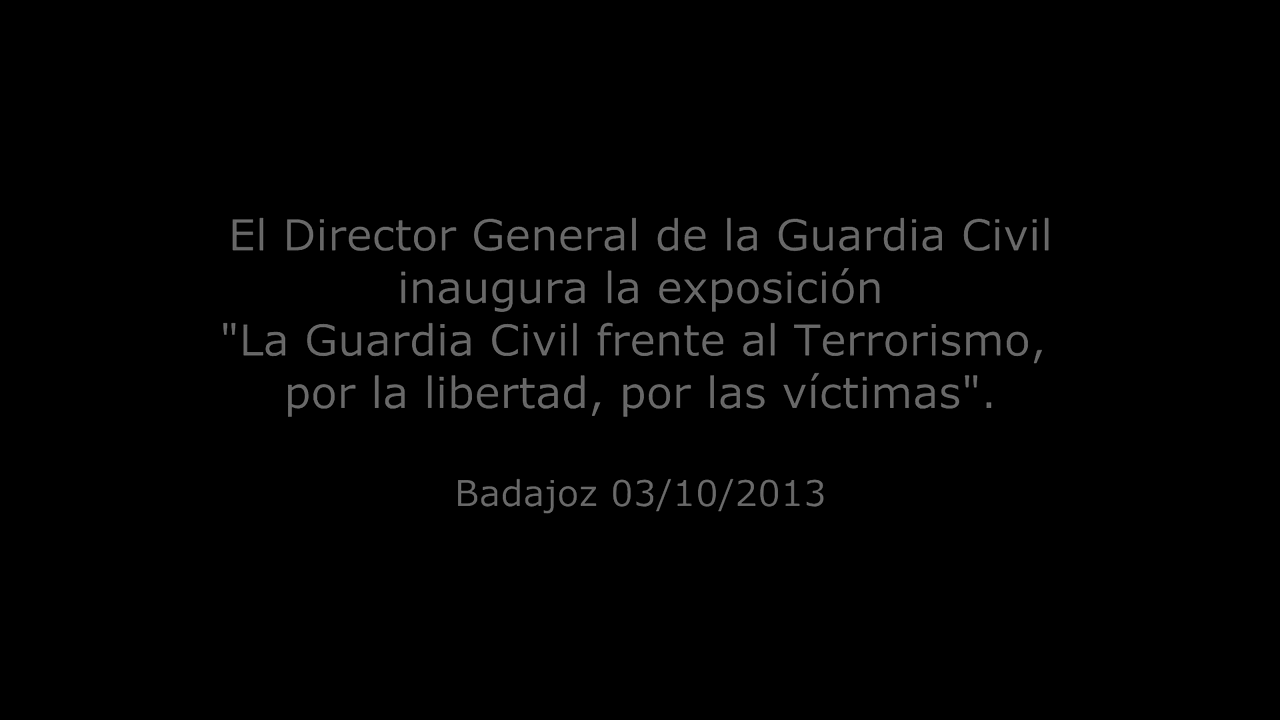 El Director General de la Guardia Civil
inaugura la exposición
"La Guardia Civil frente al Terrorismo,
por la libertad, por las víctimas".
Badajoz 03/10/2013